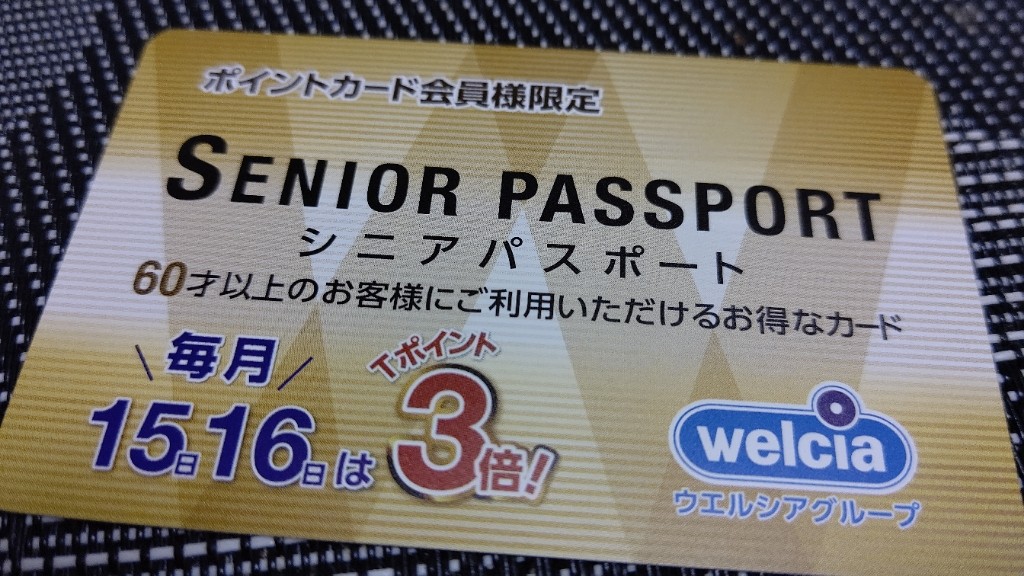 ポイントカード会員様限定
SENIOR PASSPORT
シニアパスポート
60才以上のお客様にご利用いただけるお得なカード
毎月
15日16日は
Tポイント
3倍!
welcia
ウエルシアグループ